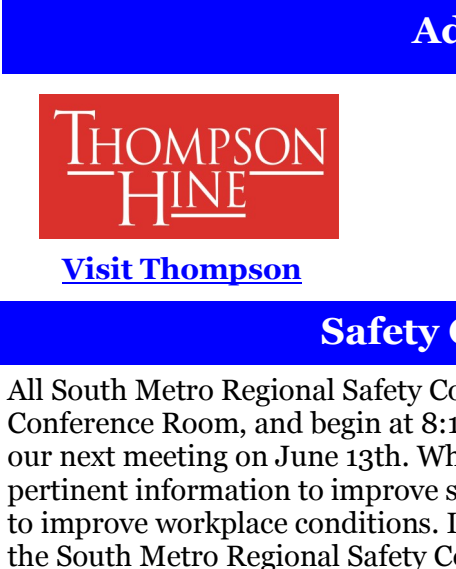 Ad
THOMPSON
HINE
Visit Thompson
Safety
All South Metro Regional Safety Co
Conference Room, and begin at 8:1
our next meeting on June 13th. Wh
pertinent information to improve s
to improve workplace conditions.
the South Metro Regional Safety Co